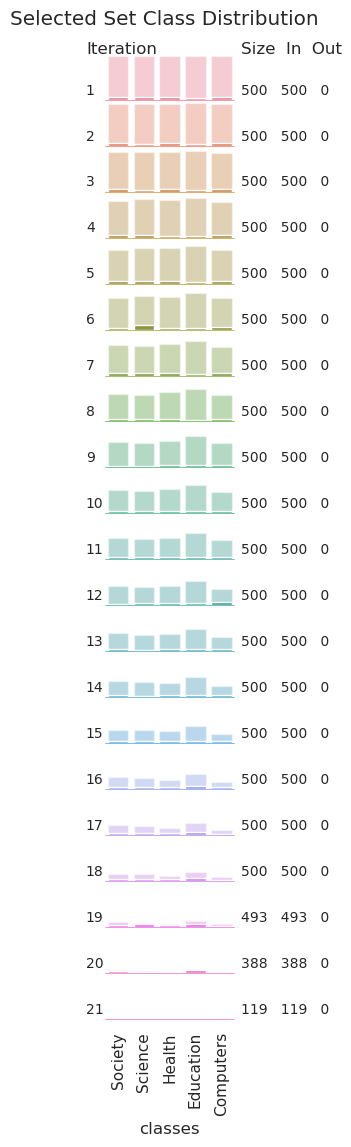 Selected Set Class Distribution
Iteration Size In Out
1 500 500 0
2 500 500 0
3 500 500 0
4 500 500 0
5 500 500 0
6 500 500 0
7 500 500 0
8 500 500 0
9 500 500 0
10 500 500 0
11 500 500 0
12 500 500 0
13 500 500 0
14 500 500 0
15 500 500 0
16 500 500 0
17 500 500 0
18 500 500 0
19 493 493 0
20 388 388 0
21 119 119 0
Society
Science
Health
Education
Computers
classes